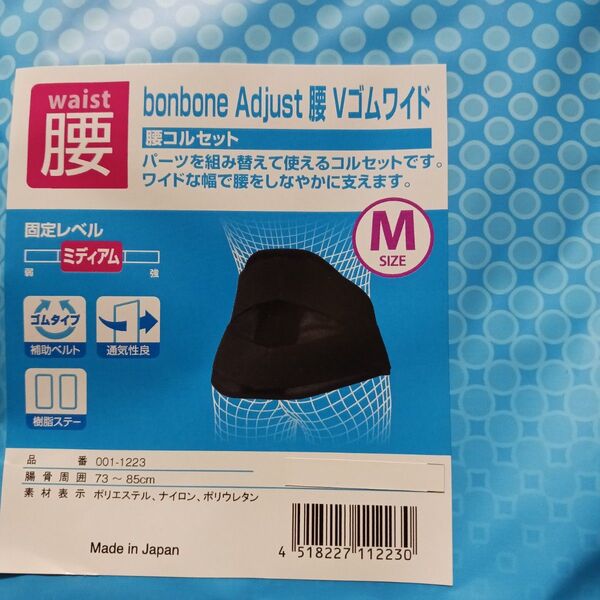 waist
腰
bonbone Adjust 腰 Vゴムワイド
腰コルセット
パーツを組み替えて使えるコルセットです。
ワイドな幅で腰をしなやかに支えます。
固定レベル
ミディアム
弱 強
M
SIZE
ゴムタイプ
補助ベルト
通気性良
樹脂ステー
品番 001-1223
腸骨周囲 73～85cm
素材表示 ポリエステル、ナイロン、ポリウレタン
Made in Japan
4 518227 112230